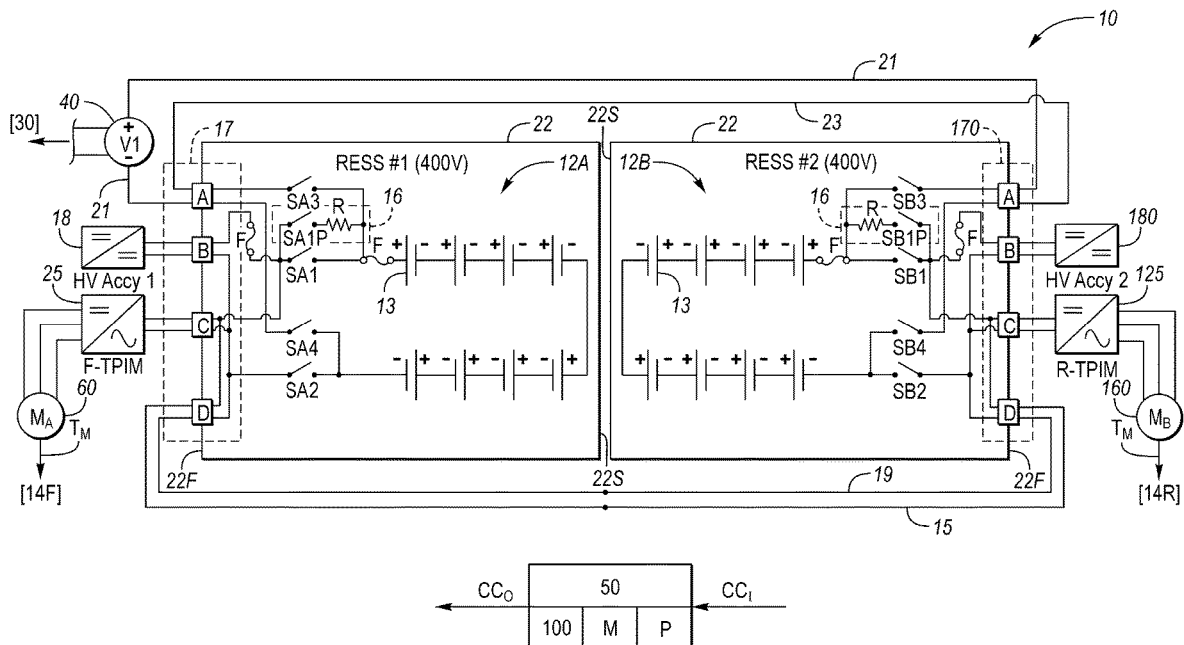 10
21
40
+
V1
-
[30]
17
22S
22
22
23
170
RESS #1 (400V)
12A
12B
RESS #2 (400V)
A
SA3
16
16
SB3
A
21
R
R
18
B
F
SA1P
F
F
SB1P
F
B
180
HV Accy 1
SA1
+ - + - + - + -
+ - + - + - + -
SB1
HV Accy 2
25
13
13
125
C
SA4
SB4
C
F-TPIM
- + - + - + - +
- + - + - + + -
R-TPIM
60
SA2
SB2
160
MA
D
D
MB
TM
TM
[14F]
22F
22S
22F
[14R]
19
15
CCO
50
CCI
100
M
P